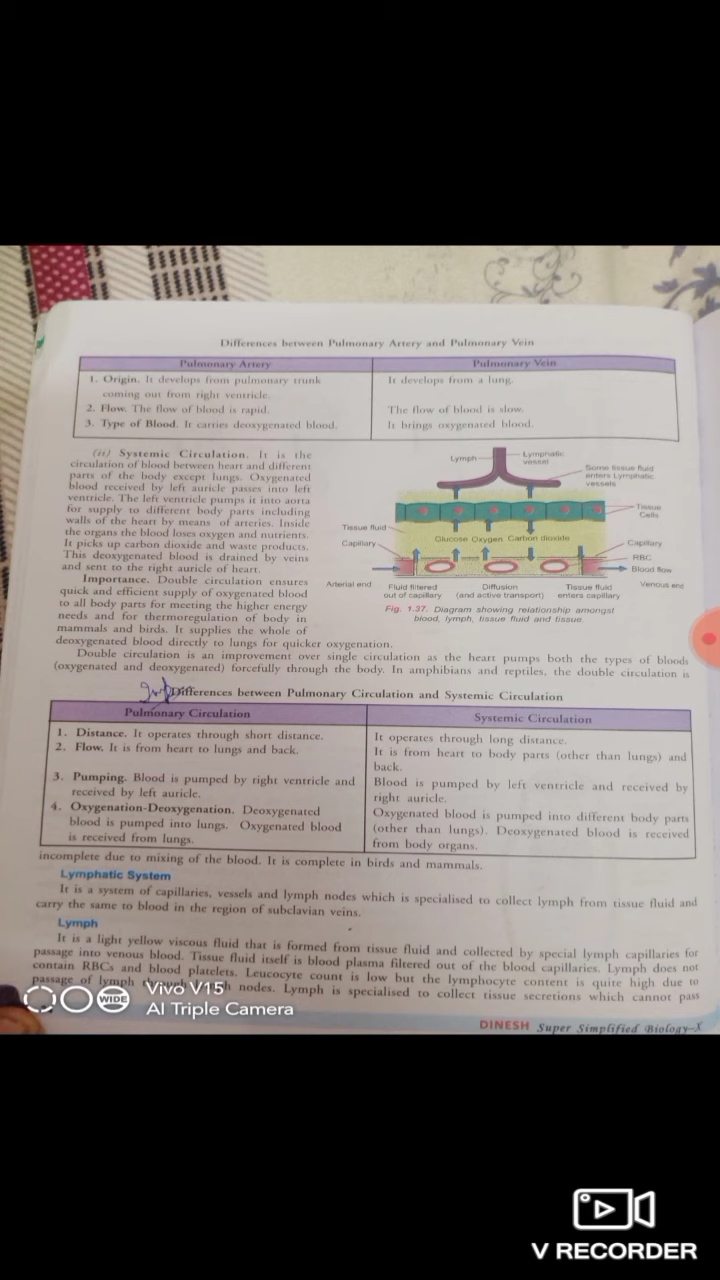 Differences between Pulmonary Artery and Pulmonary Vein
Pulmonary Artery
Pulmonary Vein
1. Origin. It develops from pulmonary trunk
coming out from right ventricle.
It develops from a lung.
2. Flow. The flow of blood is rapid.
The flow of blood is slow.
3. Type of Blood. It carries deoxygenated blood.
It brings oxygenated blood.
(ii) Systemic Circulation. It is the
circulation of blood between heart and different
parts of the body except lungs. Oxygenated
blood received by left auricle passes into left
ventricle. The left ventricle pumps it into aorta
for supply to different body parts including
walls of the heart by means of arteries. Inside
the organs the blood loses oxygen and nutrients.
It picks up carbon dioxide and waste products.
This deoxygenated blood is drained by veins
and sent to the right auricle of heart.
Importance. Double circulation ensures
quick and efficient supply of oxygenated blood
to all body parts for meeting the higher energy
needs and for thermoregulation of body in
mammals and birds. It supplies the whole of
deoxygenated blood directly to lungs for quicker oxygenation.
Lymph
Lymphatic
vessel
Some tissue fluid
enters Lymphatic
vessels
Tissue
Cells
Tissue fluid
Glucose Oxygen Carbon dioxide
Capillary
Capillary
RBC
Blood flow
Arterial end
Fluid filtered
out of capillary
Diffusion
(and active transport)
Tissue fluid
enters capillary
Venous end
Fig. 1.37. Diagram showing relationship amongst
blood, lymph, tissue fluid and tissue.
Double circulation is an improvement over single circulation as the heart pumps both the types of bloods
(oxygenated and deoxygenated) forcefully through the body. In amphibians and reptiles, the double circulation is
Imp
Differences between Pulmonary Circulation and Systemic Circulation
Pulmonary Circulation
Systemic Circulation
1. Distance. It operates through short distance.
It operates through long distance.
2. Flow. It is from heart to lungs and back.
It is from heart to body parts (other than lungs) and
back.
3. Pumping. Blood is pumped by right ventricle and
received by left auricle.
Blood is pumped by left ventricle and received by
right auricle.
4. Oxygenation-Deoxygenation. Deoxygenated
blood is pumped into lungs. Oxygenated blood
is received from lungs.
Oxygenated blood is pumped into different body parts
(other than lungs). Deoxygenated blood is received
from body organs.
incomplete due to mixing of the blood. It is complete in birds and mammals.
Lymphatic System
It is a system of capillaries, vessels and lymph nodes which is specialised to collect lymph from tissue fluid and
carry the same to blood in the region of subclavian veins.
Lymph
It is a light yellow viscous fluid that is formed from tissue fluid and collected by special lymph capillaries for
passage into venous blood. Tissue fluid itself is blood plasma filtered out of the blood capillaries. Lymph does not
contain RBCs and blood platelets. Leucocyte count is low but the lymphocyte content is quite high due to
passage of lymph nodes. Lymph is specialised to collect tissue secretions which cannot pass
WIDE
Vivo V15
AI Triple Camera
DINESH Super Simplified Biology-X
V RECORDER